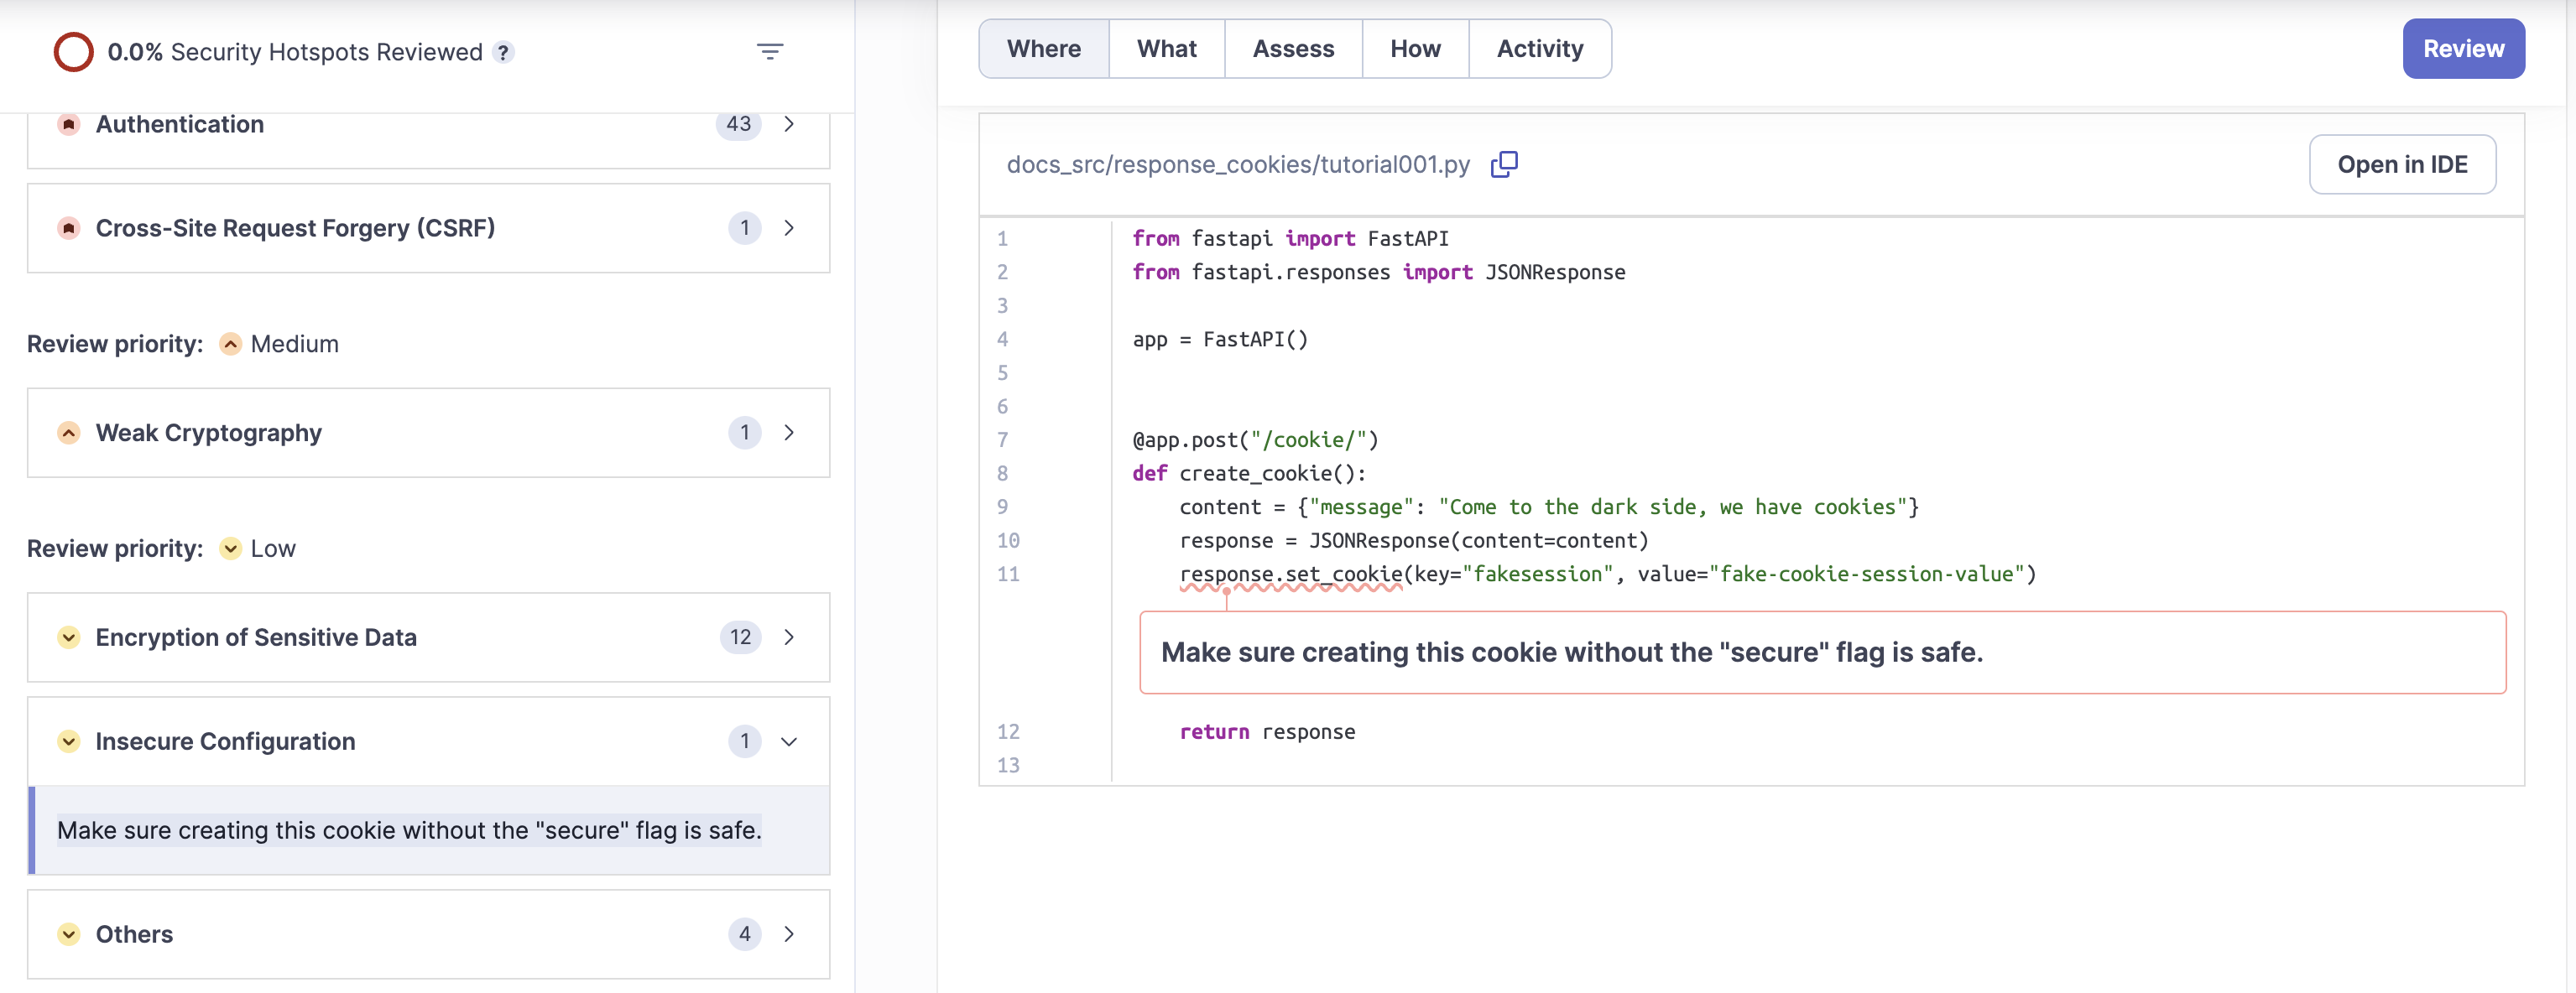 0.0% Security Hotspots Reviewed ?
Authentication 43
Cross-Site Request Forgery (CSRF) 1
Review priority: Medium
Weak Cryptography 1
Review priority: Low
Encryption of Sensitive Data 12
Insecure Configuration 1
Make sure creating this cookie without the "secure" flag is safe.
Others 4
Where What Assess How Activity
Review
docs_src/response_cookies/tutorial001.py
Open in IDE
1 from fastapi import FastAPI
2 from fastapi.responses import JSONResponse
3
4 app = FastAPI()
5
6
7 @app.post("/cookie/")
8 def create_cookie():
9     content = {"message": "Come to the dark side, we have cookies"}
10     response = JSONResponse(content=content)
11     response.set_cookie(key="fakesession", value="fake-cookie-session-value")
Make sure creating this cookie without the "secure" flag is safe.
12     return response
13